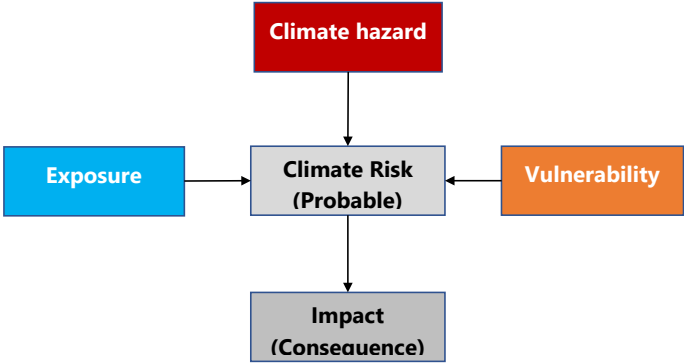 Climate hazard
Exposure
Climate Risk
(Probable)
Vulnerability
Impact
(Consequence)